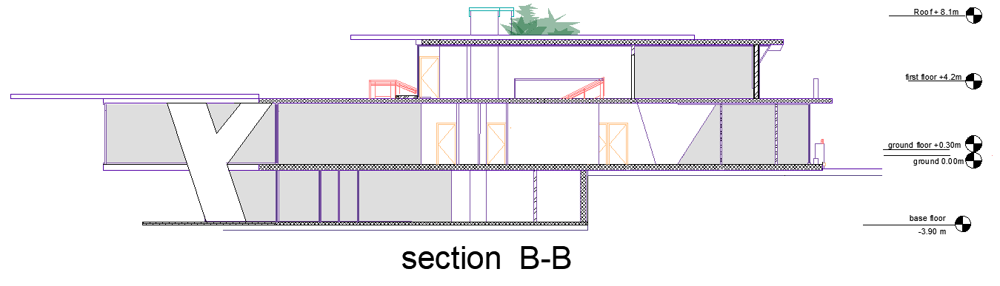 Roof + 8.1m
first floor +4.2m
ground floor +0.30m
ground 0.00m
base floor
-3.90 m
section B-B